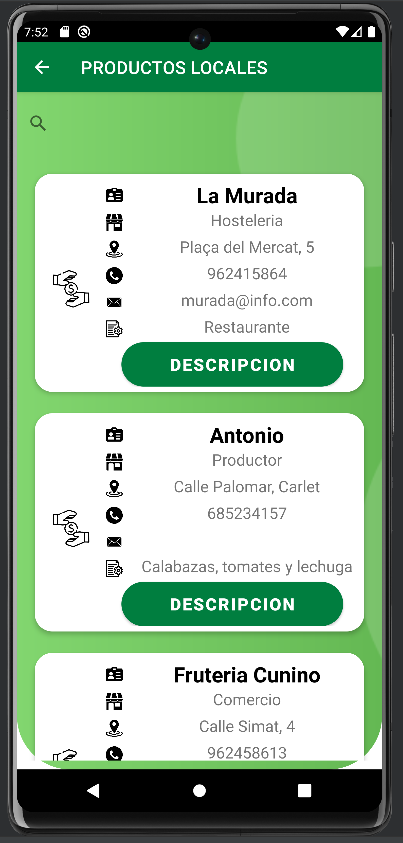 7:52
PRODUCTOS LOCALES
La Murada
Hosteleria
Plaça del Mercat, 5
962415864
murada@info.com
Restaurante
DESCRIPCION
Antonio
Productor
Calle Palomar, Carlet
685234157
Calabazas, tomates y lechuga
DESCRIPCION
Fruteria Cunino
Comercio
Calle Simat, 4
962458613